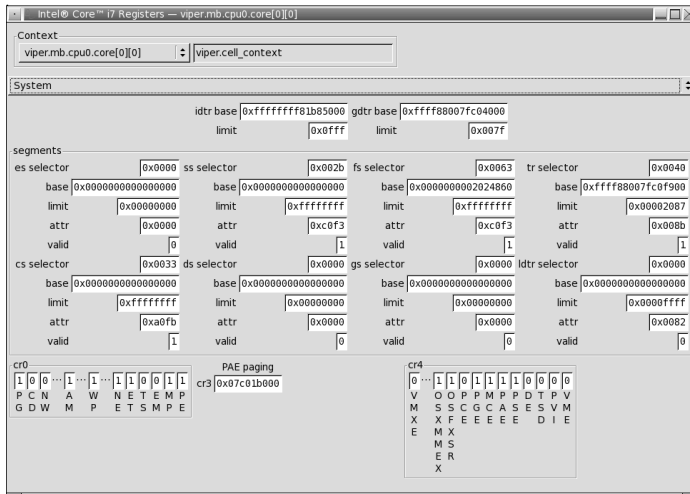 Intel® Core™ i7 Registers — viper.mb.cpu0.core[0][0]
Context
viper.mb.cpu0.core[0][0] viper.cell_context
System
idtr base 0xffffffff81b85000 gdtr base 0xffff88007fc04000
limit 0x0fff limit 0x007f
segments
es selector 0x0000 ss selector 0x002b fs selector 0x0063 tr selector 0x0040
base 0x0000000000000000 base 0x0000000000000000 base 0x0000000002024860 base 0xffff88007fc0f900
limit 0x00000000 limit 0xffffffff limit 0xffffffff limit 0x00002087
attr 0x0000 attr 0xc0f3 attr 0xc0f3 attr 0x008b
valid 0 valid 1 valid 1 valid 1
cs selector 0x0033 ds selector 0x0000 gs selector 0x0000 ldtr selector 0x0000
base 0x0000000000000000 base 0x0000000000000000 base 0x0000000000000000 base 0x0000000000000000
limit 0xffffffff limit 0x00000000 limit 0x00000000 limit 0x0000ffff
attr 0xa0fb attr 0x0000 attr 0x0000 attr 0x0082
valid 1 valid 0 valid 0 valid 0
cr0 PAE paging cr4
1 0 0 ... 1 ... 1 ... 1 1 0 0 1 1 cr3 0x07c01b000 0 ... 1 1 0 1 1 1 1 0 0 0 0
P C N A W N E T E M P V O O P P M P P D T P V
G D W M P E T S M P E M S S C G C A S E S V M
X X F E E E E E D I E
E M X
M S
E R
X